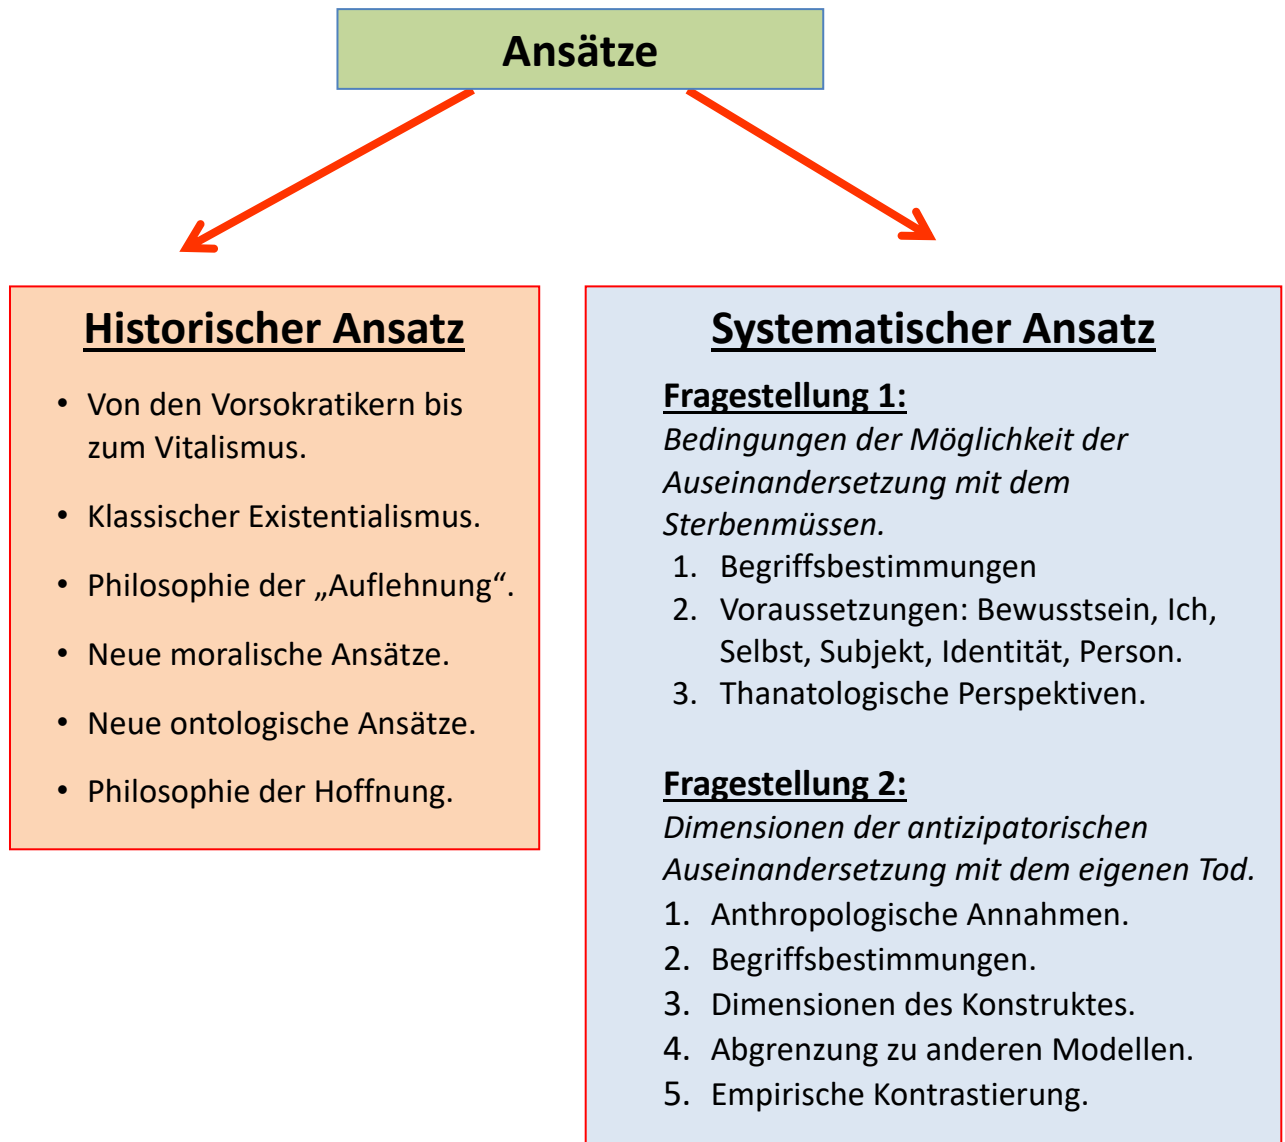 Ansätze
Historischer Ansatz
• Von den Vorsokratikern bis
zum Vitalismus.
• Klassischer Existentialismus.
• Philosophie der „Auflehnung“.
• Neue moralische Ansätze.
• Neue ontologische Ansätze.
• Philosophie der Hoffnung.
Systematischer Ansatz
Fragestellung 1:
Bedingungen der Möglichkeit der
Auseinandersetzung mit dem
Sterbenmüssen.
1. Begriffsbestimmungen
2. Voraussetzungen: Bewusstsein, Ich,
Selbst, Subjekt, Identität, Person.
3. Thanatologische Perspektiven.
Fragestellung 2:
Dimensionen der antizipatorischen
Auseinandersetzung mit dem eigenen Tod.
1. Anthropologische Annahmen.
2. Begriffsbestimmungen.
3. Dimensionen des Konstruktes.
4. Abgrenzung zu anderen Modellen.
5. Empirische Kontrastierung.